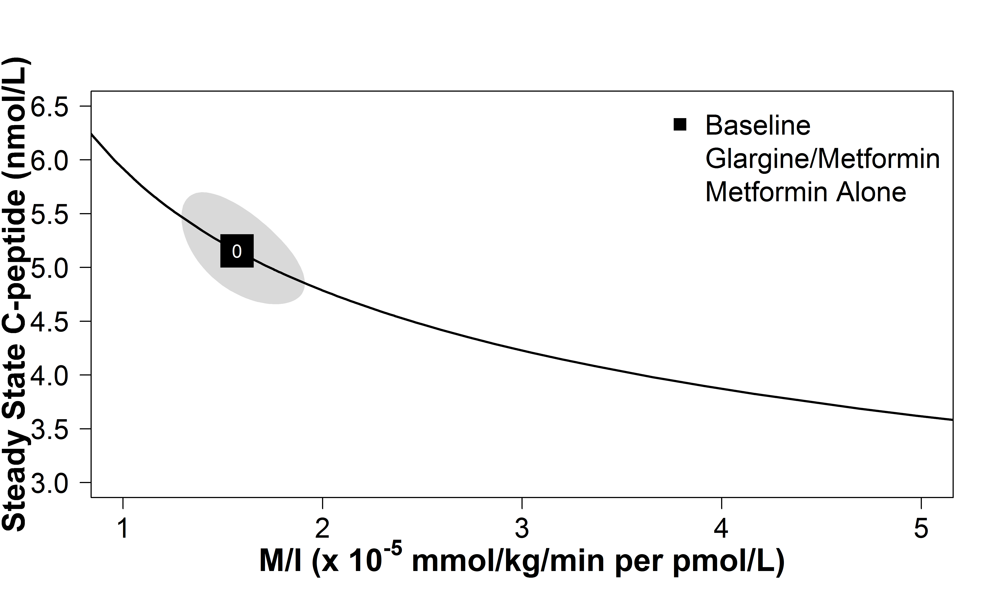 Steady State C-peptide (nmol/L)
6.5
6.0
5.5
5.0
4.5
4.0
3.5
3.0
Baseline
Glargine/Metformin
Metformin Alone
0
1 2 3 4 5
M/I (x 10⁻⁵ mmol/kg/min per pmol/L)